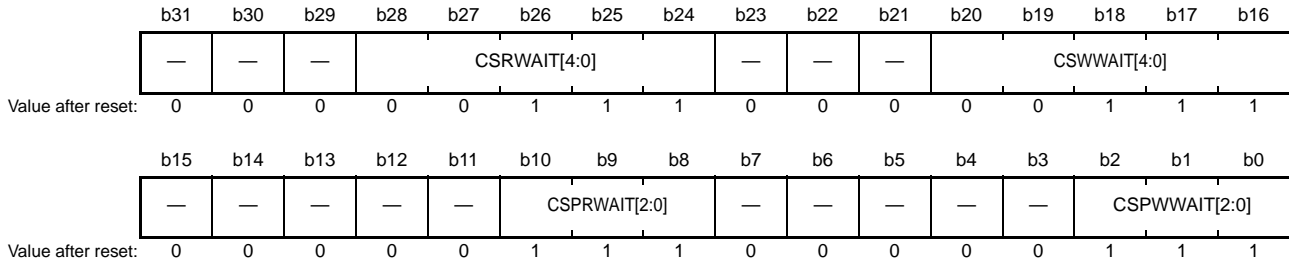 b31 b30 b29 b28 b27 b26 b25 b24 b23 b22 b21 b20 b19 b18 b17 b16
— — — CSRWAIT[4:0] — — — CSWWAIT[4:0]
Value after reset: 0 0 0 0 0 1 1 1 0 0 0 0 0 1 1 1
b15 b14 b13 b12 b11 b10 b9 b8 b7 b6 b5 b4 b3 b2 b1 b0
— — — — — CSPRWAIT[2:0] — — — — — CSPWWAIT[2:0]
Value after reset: 0 0 0 0 0 1 1 1 0 0 0 0 0 1 1 1